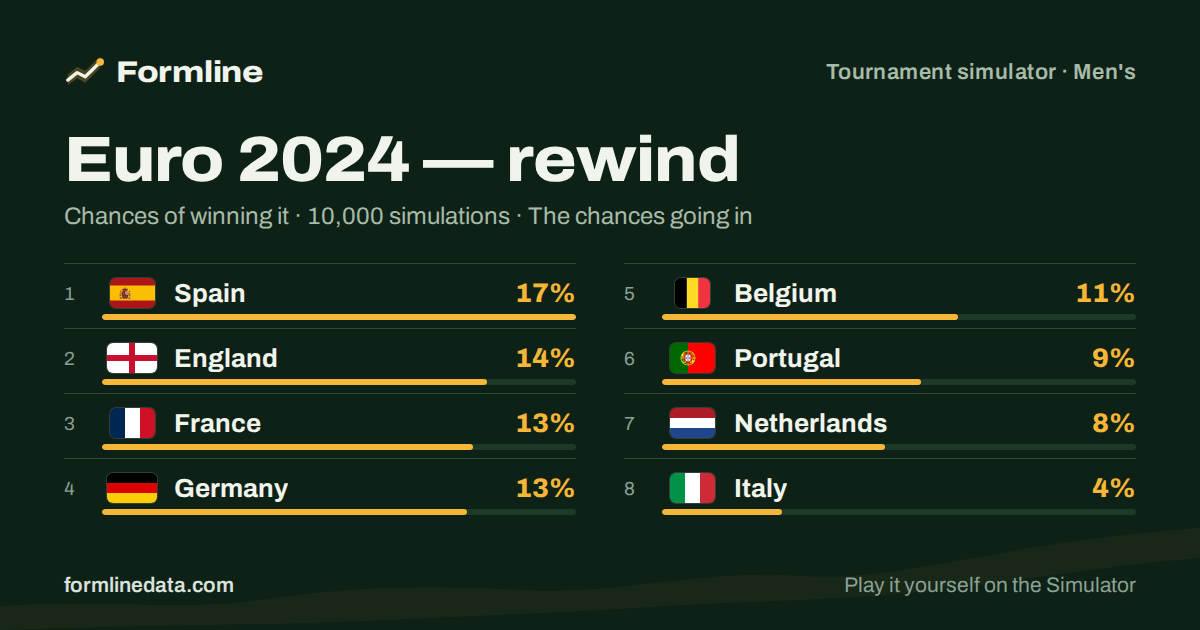 Formline
Tournament simulator · Men's
Euro 2024 — rewind
Chances of winning it · 10,000 simulations · The chances going in
1 Spain 17%
2 England 14%
3 France 13%
4 Germany 13%
5 Belgium 11%
6 Portugal 9%
7 Netherlands 8%
8 Italy 4%
formlinedata.com
Play it yourself on the Simulator